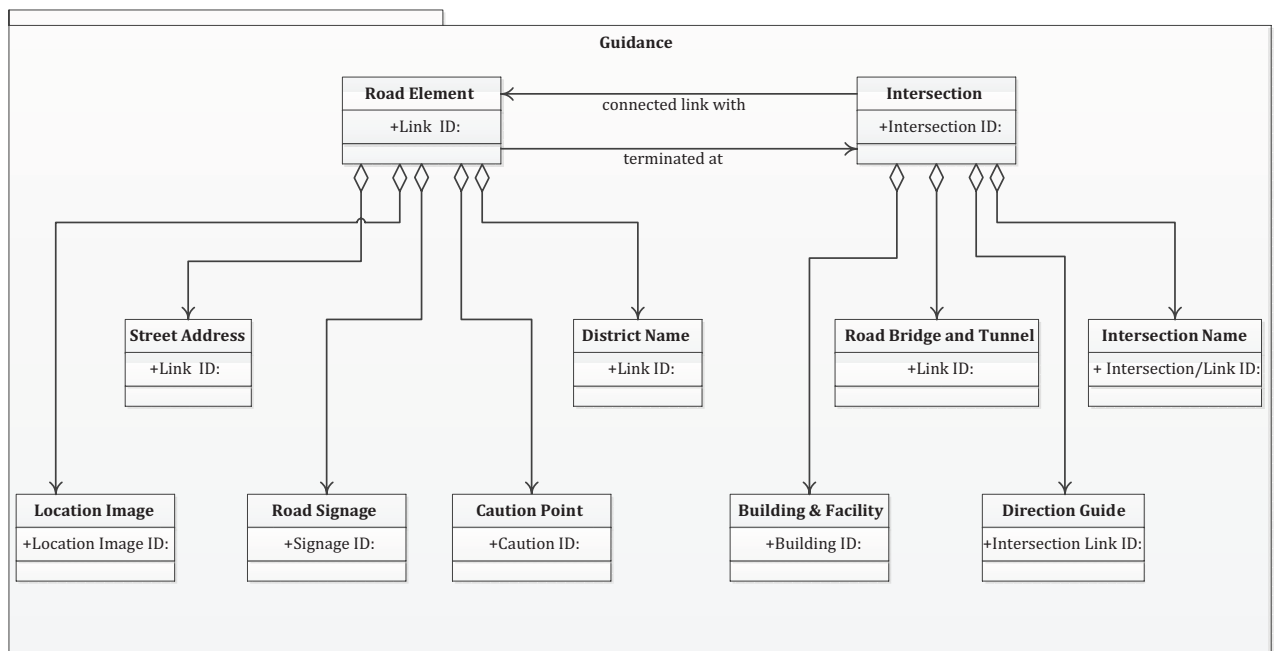 Guidance
Road Element
+Link ID:
connected link with
terminated at
Intersection
+Intersection ID:
Street Address
+Link ID:
District Name
+Link ID:
Road Bridge and Tunnel
+Link ID:
Intersection Name
+ Intersection/Link ID:
Location Image
+Location Image ID:
Road Signage
+Signage ID:
Caution Point
+Caution ID:
Building & Facility
+Building ID:
Direction Guide
+Intersection Link ID: